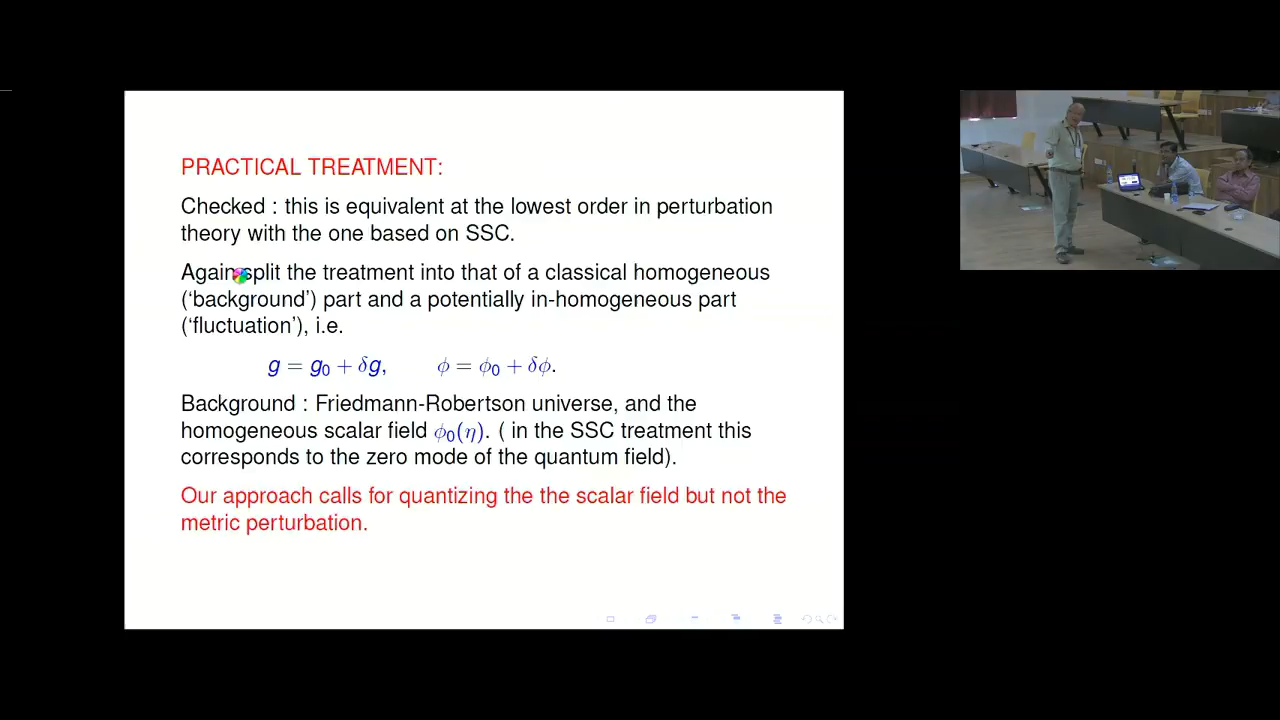 PRACTICAL TREATMENT:
Checked : this is equivalent at the lowest order in perturbation
theory with the one based on SSC.
Again split the treatment into that of a classical homogeneous
(‘background’) part and a potentially in-homogeneous part
(‘fluctuation’), i.e.
g = g₀ + δg, ϕ = ϕ₀ + δϕ.
Background : Friedmann-Robertson universe, and the
homogeneous scalar field ϕ₀(η). ( in the SSC treatment this
corresponds to the zero mode of the quantum field).
Our approach calls for quantizing the the scalar field but not the
metric perturbation.